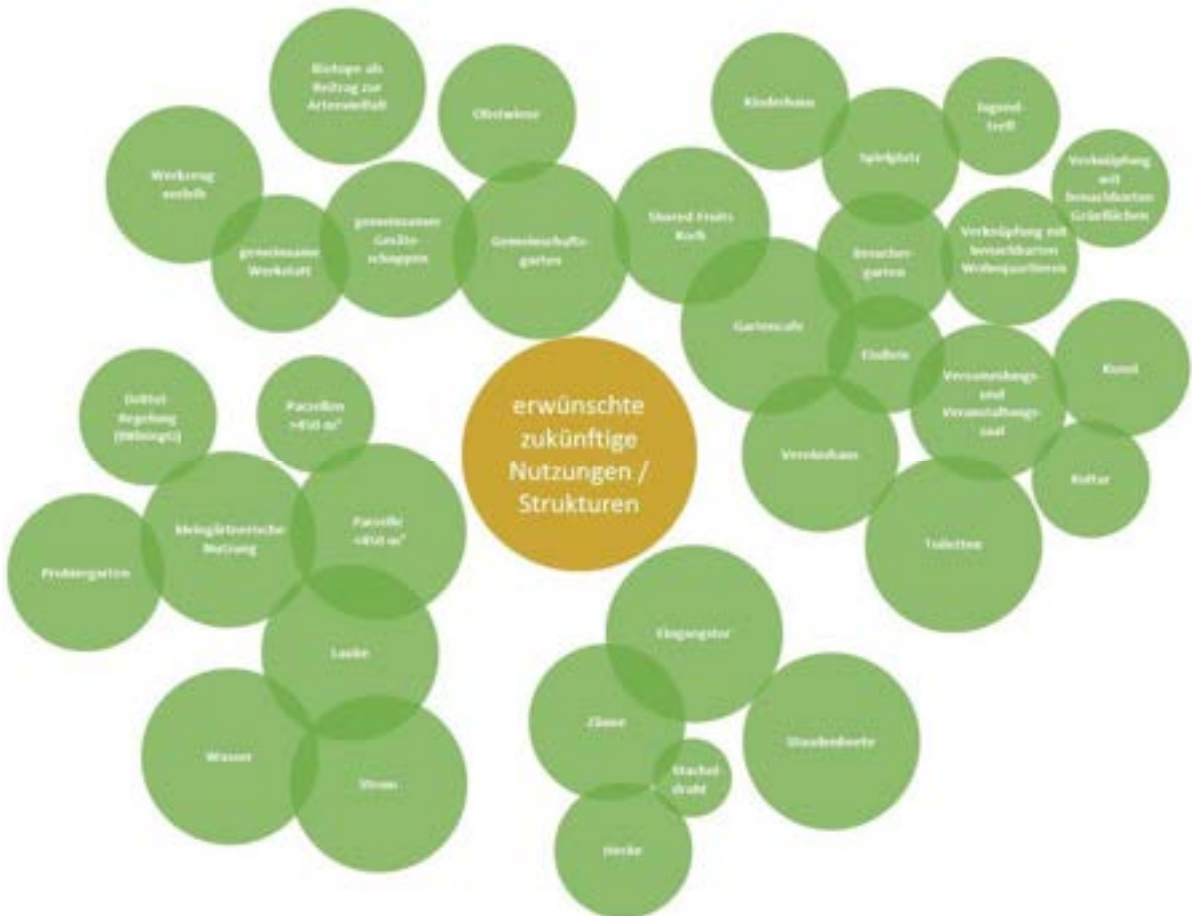 Biotope als
Beitrag zur
Artenvielfalt
Obstwiese
Kinderhaus
Jugend-
treff
Spielplatz
Werkzeug
verleih
Verknüpfung
mit
benachbarten
Grünflächen
gemeinsamer
Geräte-
schuppen
Gemeinschafts-
garten
Shared Fruits
Korb
gemeinsame
Werkstatt
Besucher-
garten
Verknüpfung mit
benachbarten
Wohnquartieren
Gartencafe
Eisdiele
Versammlungs-
und
Veranstaltungs-
saal
Kunst
Kultur
Vereinshaus
Toiletten
erwünschte
zukünftige
Nutzungen /
Strukturen
Drittel-
Regelung
Parzellen
>450 m²
kleingärtnerische
Nutzung
Parzelle
<450 m²
Probiergarten
Laube
Wasser
Strom
Eingangstor
Zäune
Staudenbeete
Stachel
draht
Hecke